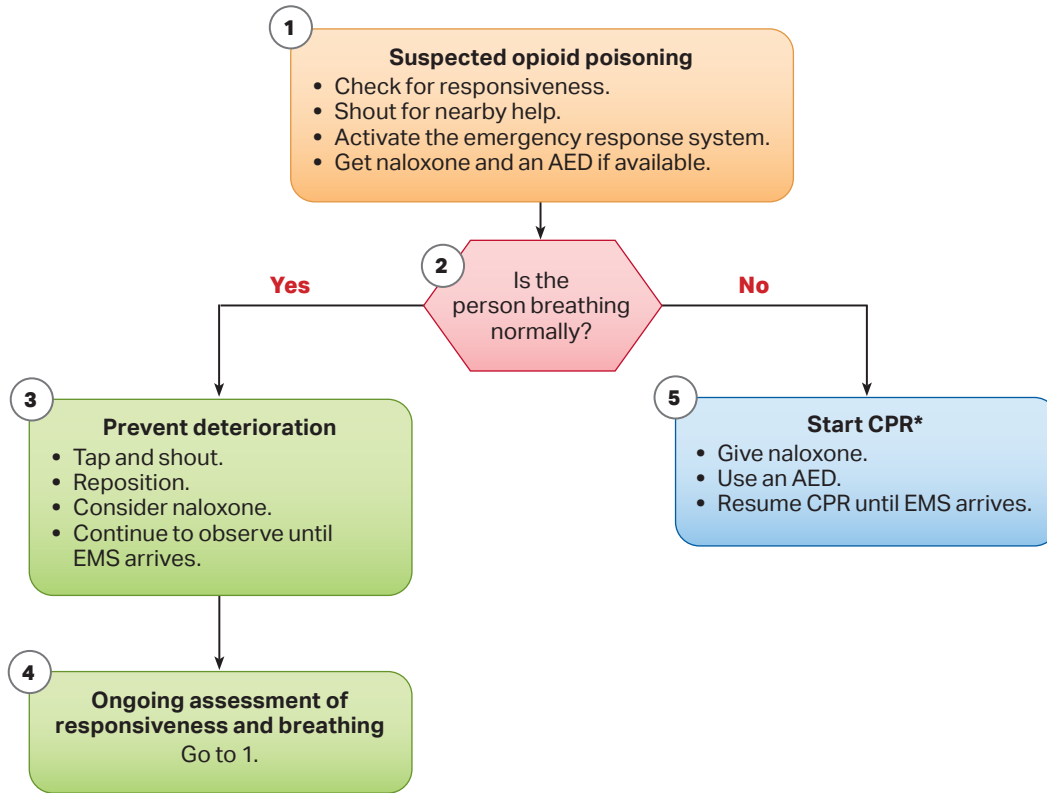 1
Suspected opioid poisoning
• Check for responsiveness.
• Shout for nearby help.
• Activate the emergency response system.
• Get naloxone and an AED if available.
2
Is the
person breathing
normally?
Yes
No
3
Prevent deterioration
• Tap and shout.
• Reposition.
• Consider naloxone.
• Continue to observe until
EMS arrives.
5
Start CPR*
• Give naloxone.
• Use an AED.
• Resume CPR until EMS arrives.
4
Ongoing assessment of
responsiveness and breathing
Go to 1.